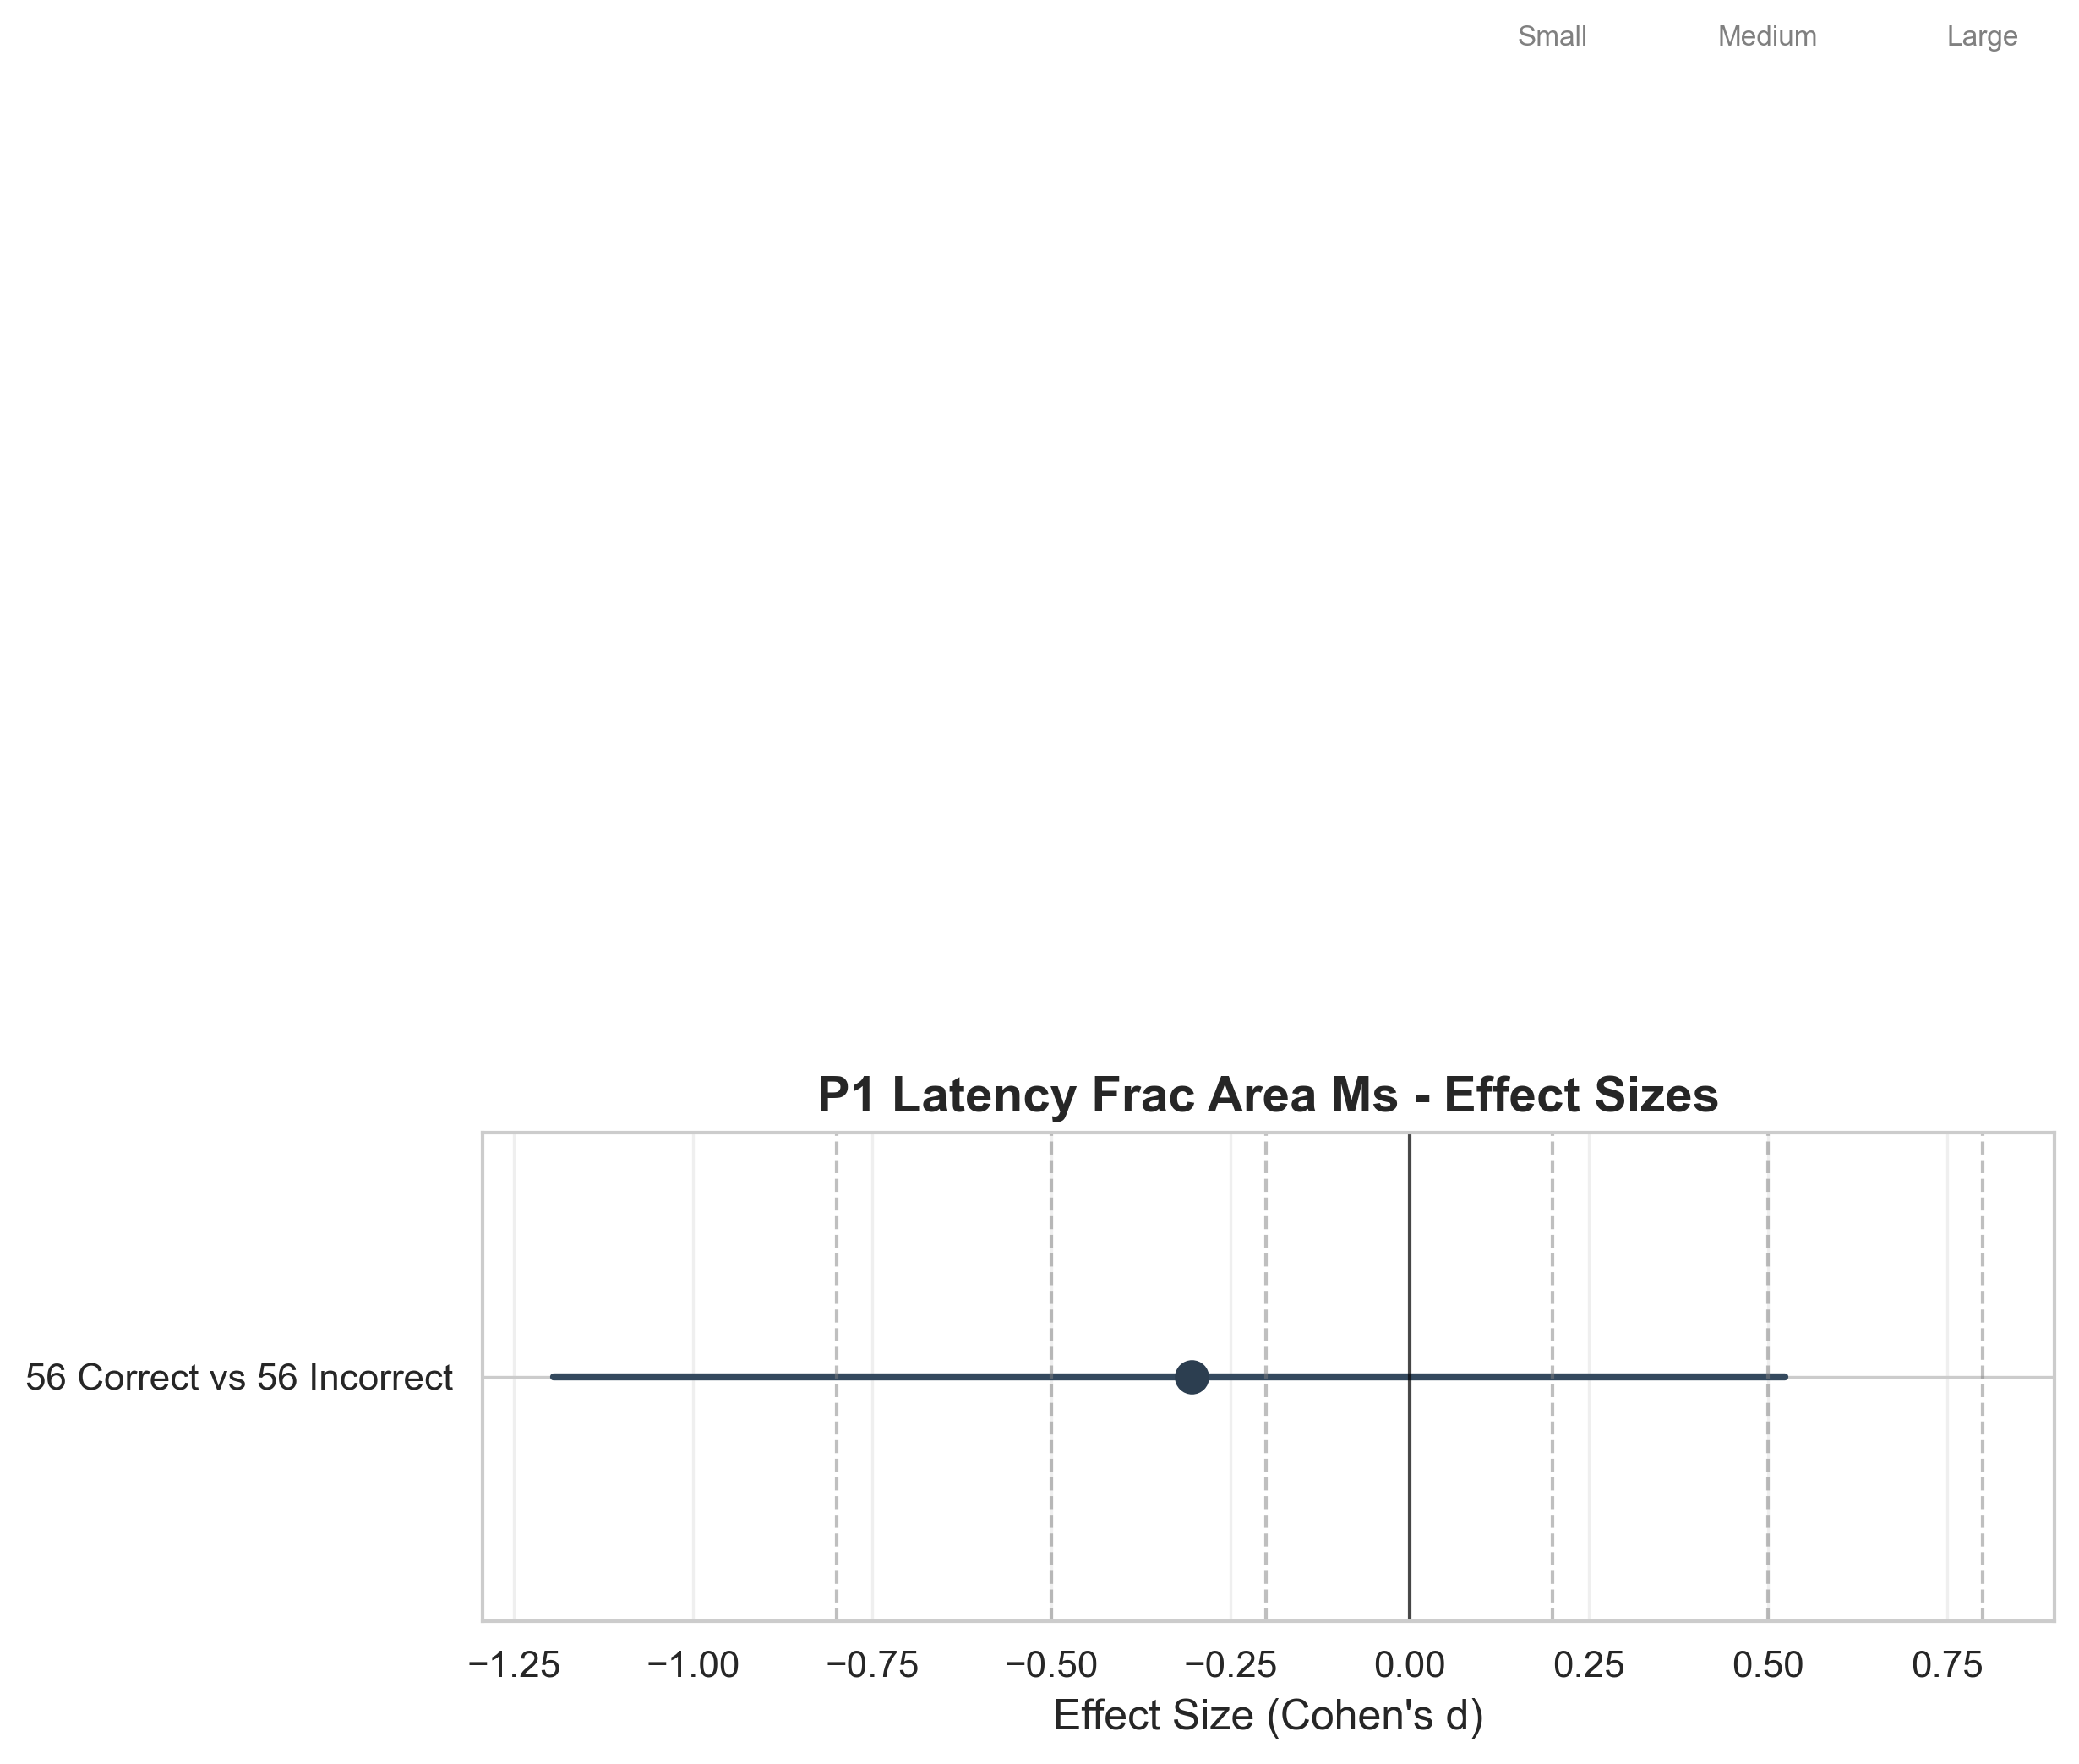 Small Medium Large
P1 Latency Frac Area Ms - Effect Sizes
56 Correct vs 56 Incorrect
−1.25 −1.00 −0.75 −0.50 −0.25 0.00 0.25 0.50 0.75
Effect Size (Cohen's d)